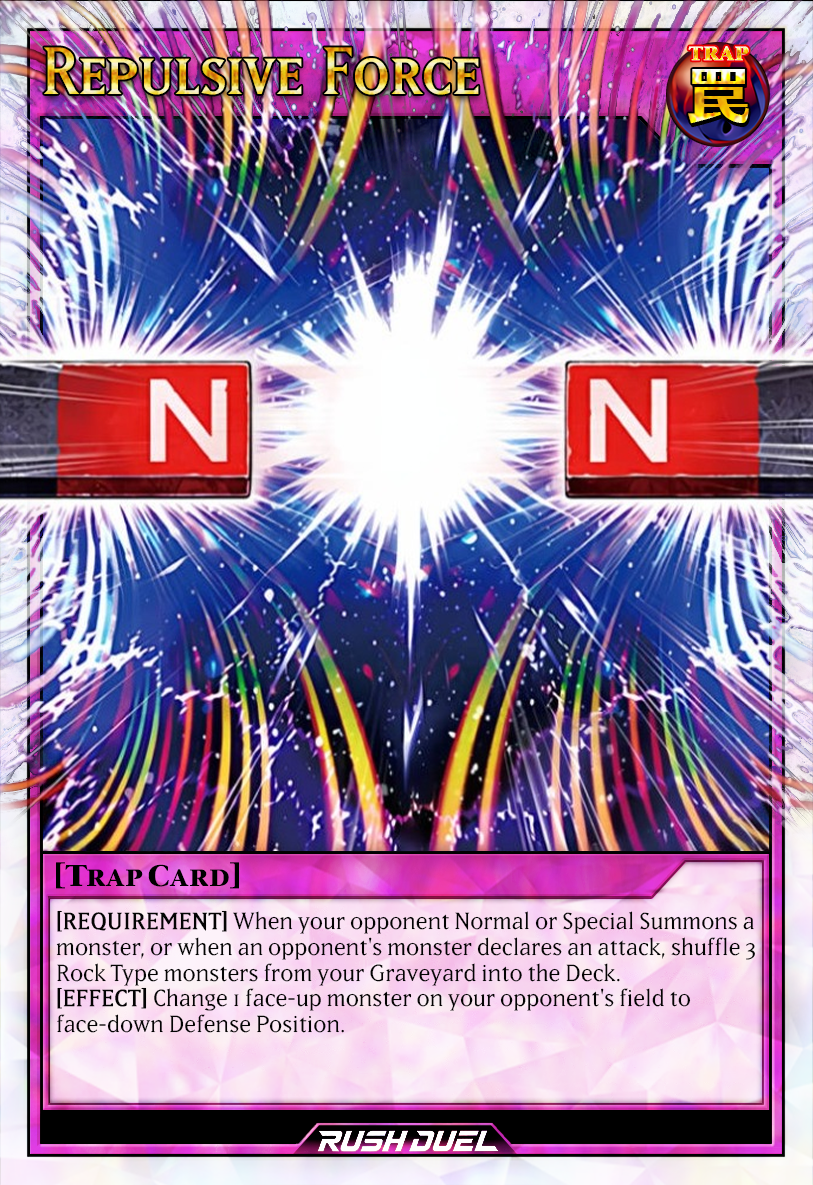 Repulsive Force
TRAP
罠
N
N
[Trap Card]
[REQUIREMENT] When your opponent Normal or Special Summons a
monster, or when an opponent's monster declares an attack, shuffle 3
Rock Type monsters from your Graveyard into the Deck.
[EFFECT] Change 1 face-up monster on your opponent's field to
face-down Defense Position.
RUSH DUEL